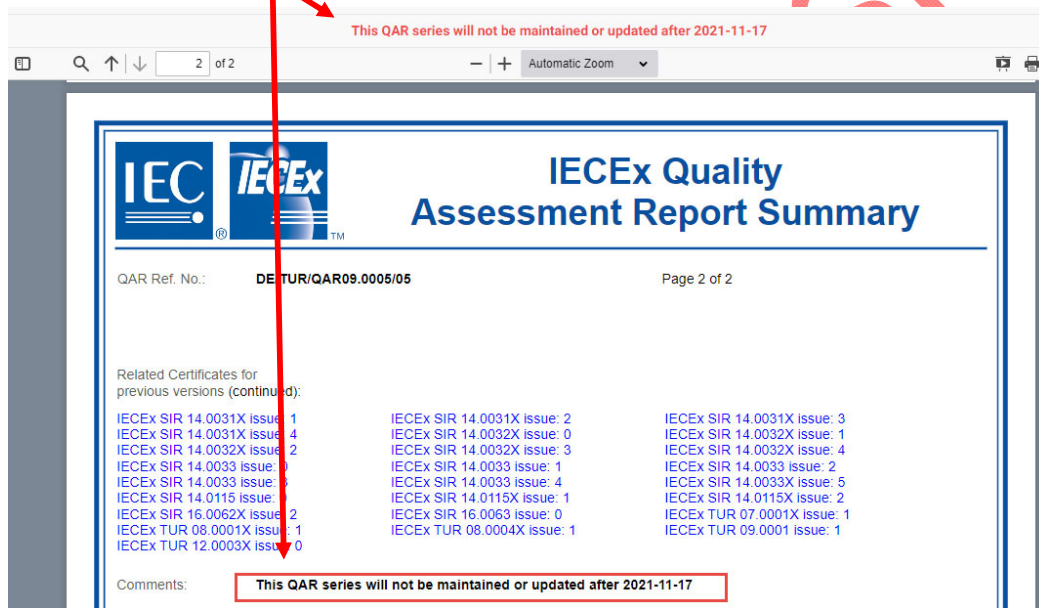 This QAR series will not be maintained or updated after 2021-11-17
2 of 2
Automatic Zoom
IEC ® IECEx TM
IECEx Quality
Assessment Report Summary
QAR Ref. No.: DE/TUR/QAR09.0005/05 Page 2 of 2
Related Certificates for
previous versions (continued):
IECEx SIR 14.0031X issue: 1 IECEx SIR 14.0031X issue: 2 IECEx SIR 14.0031X issue: 3
IECEx SIR 14.0031X issue: 4 IECEx SIR 14.0032X issue: 0 IECEx SIR 14.0032X issue: 1
IECEx SIR 14.0032X issue: 2 IECEx SIR 14.0032X issue: 3 IECEx SIR 14.0032X issue: 4
IECEx SIR 14.0033 issue: IECEx SIR 14.0033 issue: 1 IECEx SIR 14.0033 issue: 2
IECEx SIR 14.0033 issue: IECEx SIR 14.0033 issue: 4 IECEx SIR 14.0033X issue: 5
IECEx SIR 14.0115 issue: IECEx SIR 14.0115X issue: 1 IECEx SIR 14.0115X issue: 2
IECEx SIR 16.0062X issue: 2 IECEx SIR 16.0063 issue: 0 IECEx TUR 07.0001X issue: 1
IECEx TUR 08.0001X issue: 1 IECEx TUR 08.0004X issue: 1 IECEx TUR 09.0001 issue: 1
IECEx TUR 12.0003X issue: 0
Comments: This QAR series will not be maintained or updated after 2021-11-17